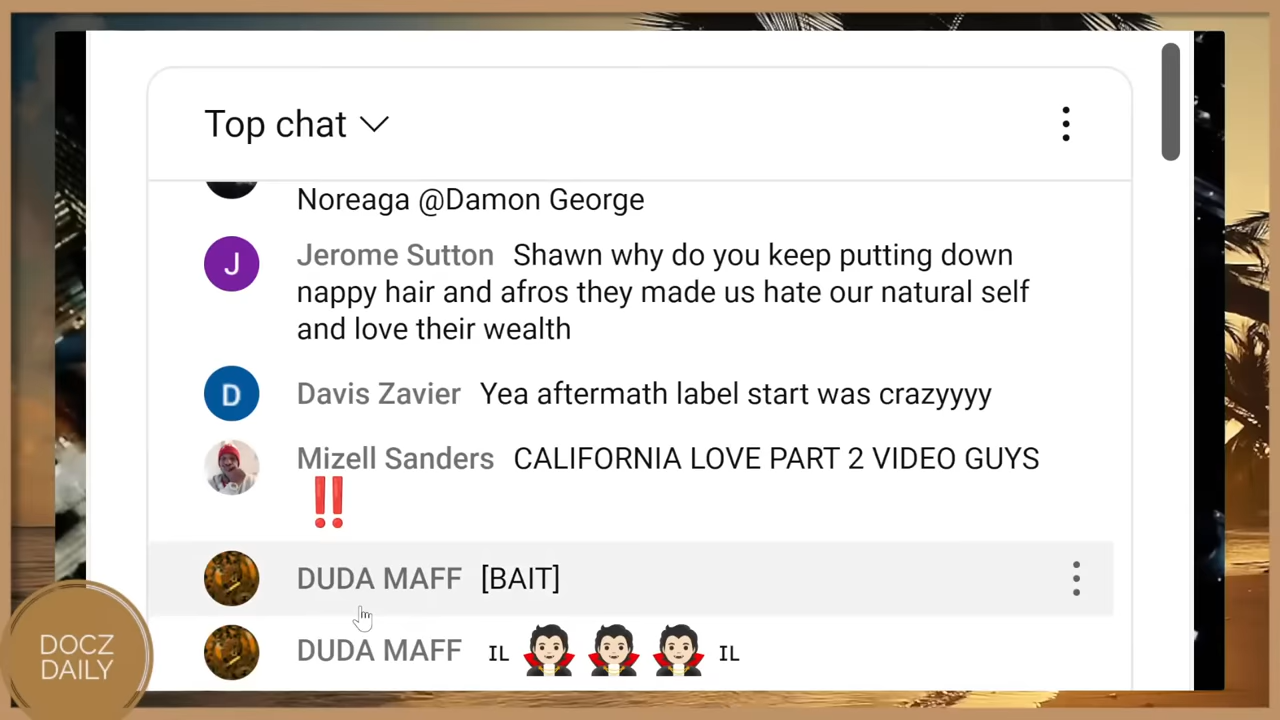 Top chat
Noreaga @Damon George
J
Jerome Sutton Shawn why do you keep putting down
nappy hair and afros they made us hate our natural self
and love their wealth
D
Davis Zavier Yea aftermath label start was crazyyyy
Mizell Sanders CALIFORNIA LOVE PART 2 VIDEO GUYS
‼️
DUDA MAFF [BAIT]
DUDA MAFF IL 🧛🏻‍♂️ 🧛🏻‍♂️ 🧛🏻‍♂️ IL
DOCZ
DAILY